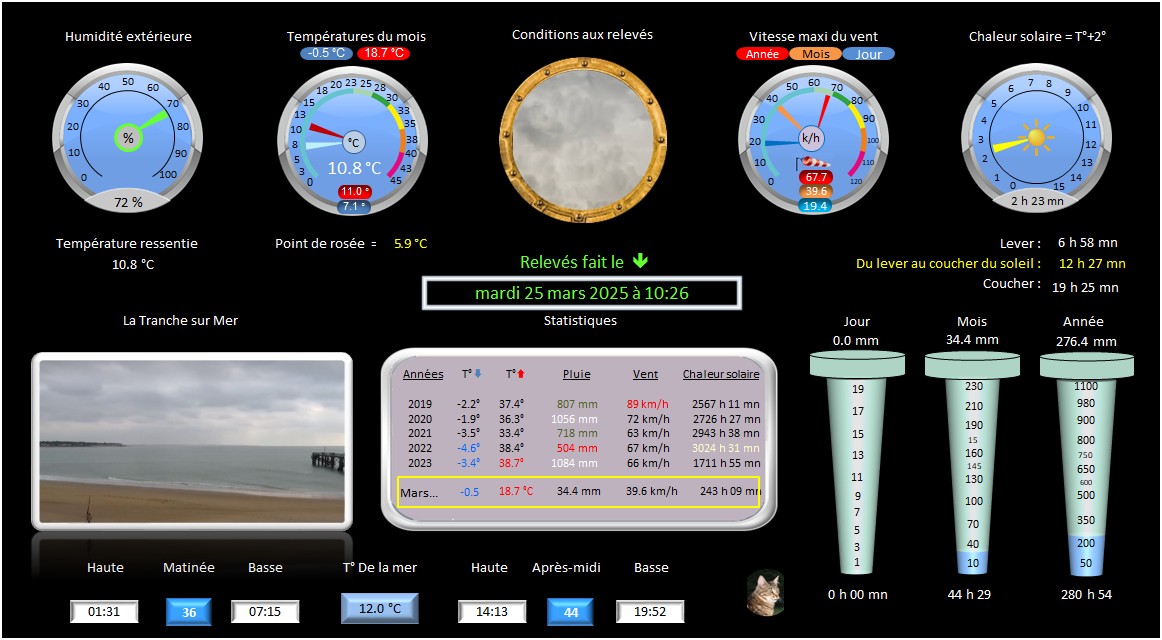 Humidité extérieure
Températures du mois
-0.5 °C 18.7 °C
Conditions aux relevés
Vitesse maxi du vent
Année Mois Jour
Chaleur solaire = T°+2°
0 10 20 30 40 50 60 70 80 90 100
%
72 %
0 3 5 8 10 13 15 18 20 23 25 28 30 33 35 38 40 43 45
°C
10.8 °C
11.0 °
7.1 °
0 10 20 30 40 50 60 70 80 90 100 110 120
k/h
67.7
39.6
19.4
0 1 2 3 4 5 6 7 8 9 10 11 12 13 14 15
2 h 23 mn
Température ressentie
10.8 °C
Point de rosée = 5.9 °C
Relevés fait le
mardi 25 mars 2025 à 10:26
Lever : 6 h 58 mn
Du lever au coucher du soleil : 12 h 27 mn
Coucher : 19 h 25 mn
La Tranche sur Mer
Statistiques
Années T° T° Pluie Vent Chaleur solaire
2019 -2.2° 37.4° 807 mm 89 km/h 2567 h 11 mn
2020 -1.9° 36.3° 1056 mm 72 km/h 2726 h 27 mn
2021 -3.5° 33.4° 718 mm 63 km/h 2943 h 38 mn
2022 -4.6° 38.4° 504 mm 67 km/h 3024 h 31 mn
2023 -3.4° 38.7° 1084 mm 66 km/h 1711 h 55 mn
Mars... -0.5 18.7 °C 34.4 mm 39.6 km/h 243 h 09 mn
Jour
0.0 mm
19
17
15
13
11
9
7
5
3
1
0 h 00 mn
Mois
34.4 mm
230
210
190
15
160
145
130
100
70
40
10
44 h 29
Année
276.4 mm
1100
980
900
800
750
650
600
500
350
200
50
280 h 54
Haute Matinée Basse
01:31 36 07:15
T° De la mer
12.0 °C
Haute Après-midi Basse
14:13 44 19:52